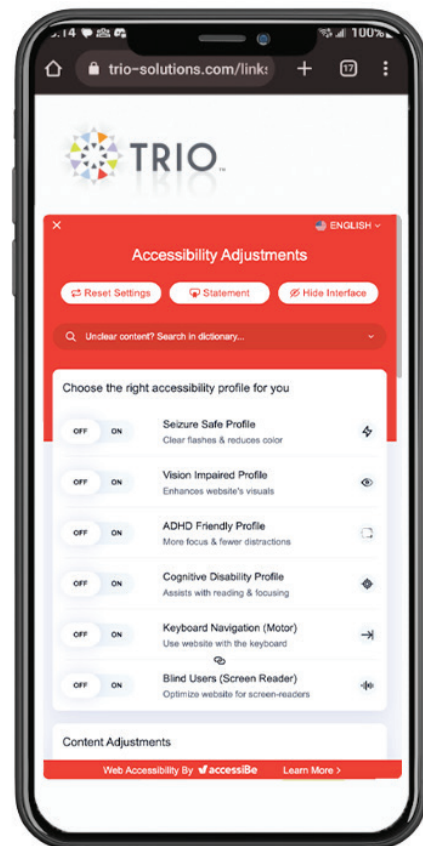 :14 100%
trio-solutions.com/link: + 17
TRIO™
× ENGLISH
Accessibility Adjustments
Reset Settings Statement Hide Interface
Unclear content? Search in dictionary...
Choose the right accessibility profile for you
OFF ON Seizure Safe Profile
Clear flashes & reduces color
OFF ON Vision Impaired Profile
Enhances website's visuals
OFF ON ADHD Friendly Profile
More focus & fewer distractions
OFF ON Cognitive Disability Profile
Assists with reading & focusing
OFF ON Keyboard Navigation (Motor)
Use website with the keyboard
OFF ON Blind Users (Screen Reader)
Optimize website for screen-readers
Content Adjustments
Web Accessibility By accessiBe Learn More >